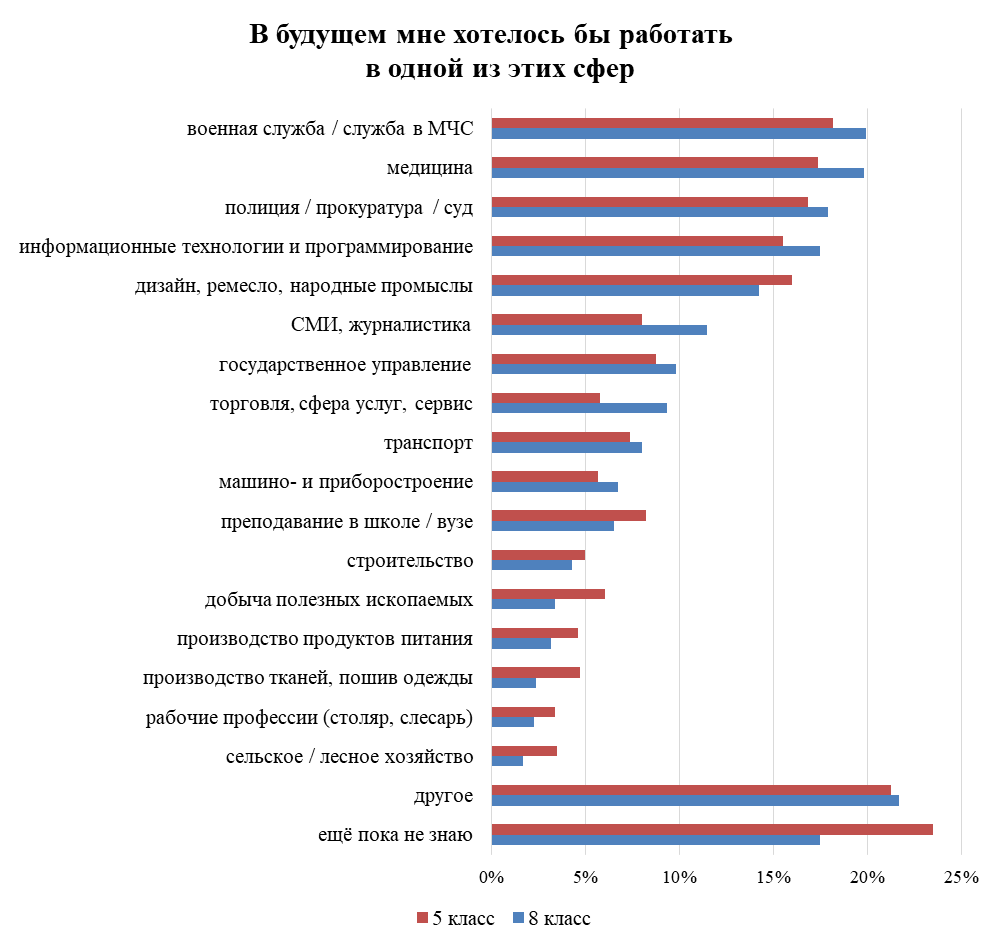 В будущем мне хотелось бы работать
в одной из этих сфер
военная служба / служба в МЧС
медицина
полиция / прокуратура / суд
информационные технологии и программирование
дизайн, ремесло, народные промыслы
СМИ, журналистика
государственное управление
торговля, сфера услуг, сервис
транспорт
машино- и приборостроение
преподавание в школе / вузе
строительство
добыча полезных ископаемых
производство продуктов питания
производство тканей, пошив одежды
рабочие профессии (столяр, слесарь)
сельское / лесное хозяйство
другое
ещё пока не знаю
0% 5% 10% 15% 20% 25%
5 класс 8 класс